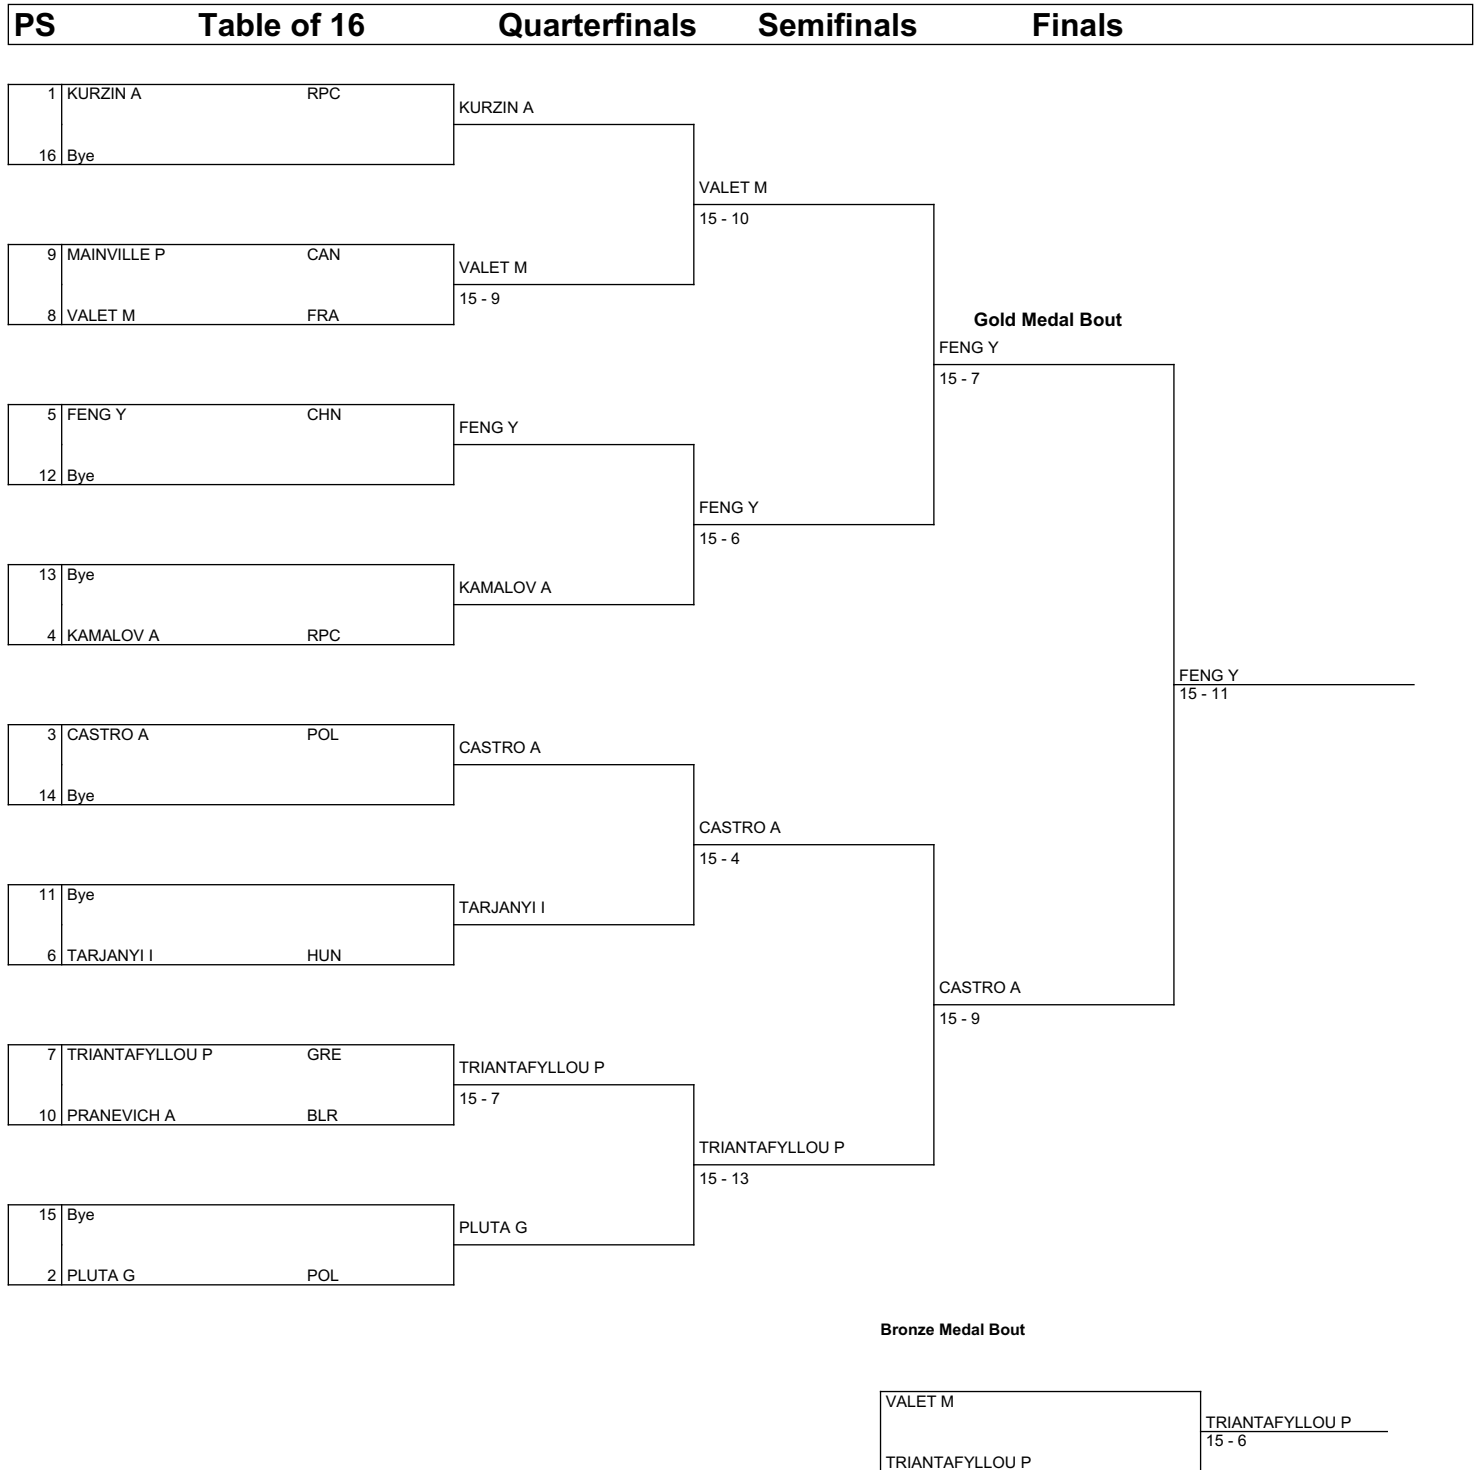 PS Table of 16 Quarterfinals Semifinals Finals
1 KURZIN A RPC
KURZIN A
16 Bye
VALET M
15 - 10
9 MAINVILLE P CAN
VALET M
15 - 9
8 VALET M FRA
Gold Medal Bout
FENG Y
15 - 7
5 FENG Y CHN
FENG Y
12 Bye
FENG Y
15 - 6
13 Bye
KAMALOV A
4 KAMALOV A RPC
FENG Y
15 - 11
3 CASTRO A POL
CASTRO A
14 Bye
CASTRO A
15 - 4
11 Bye
TARJANYI I
6 TARJANYI I HUN
CASTRO A
15 - 9
7 TRIANTAFYLLOU P GRE
TRIANTAFYLLOU P
15 - 7
10 PRANEVICH A BLR
TRIANTAFYLLOU P
15 - 13
15 Bye
PLUTA G
2 PLUTA G POL
Bronze Medal Bout
VALET M
TRIANTAFYLLOU P
15 - 6
TRIANTAFYLLOU P